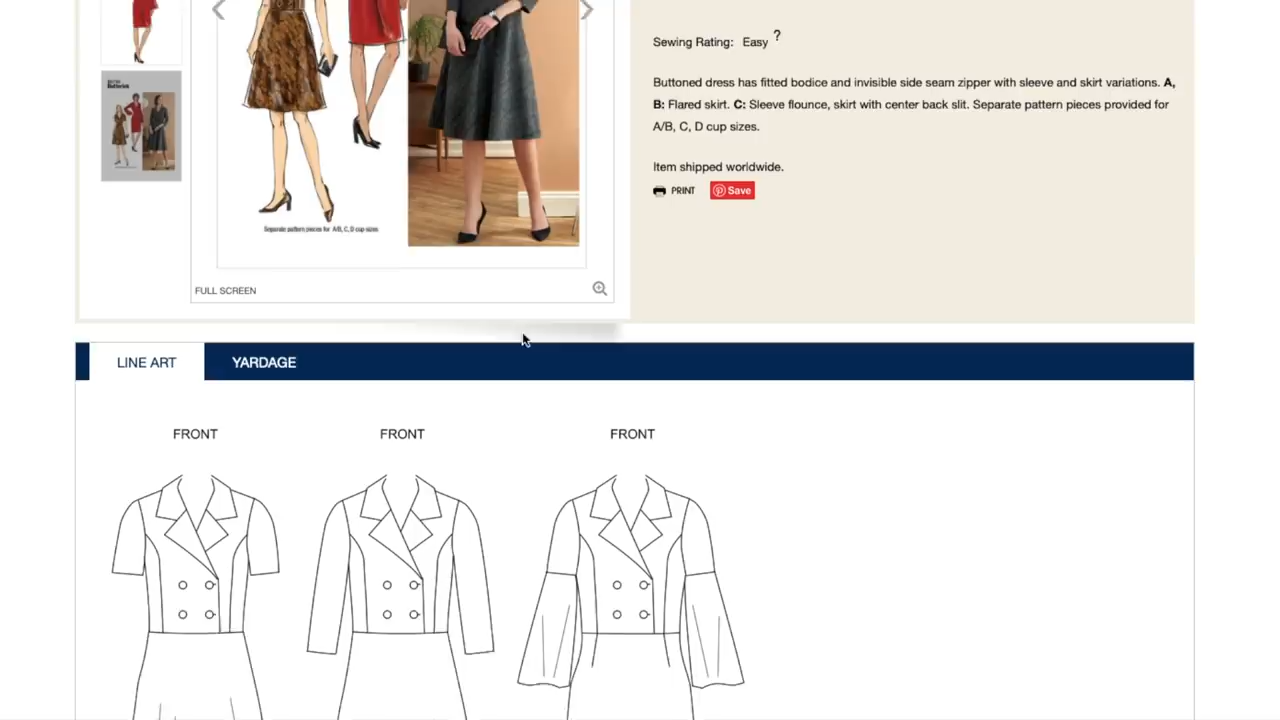 Butterick
Separate pattern pieces for A/B, C, D cup sizes.
FULL SCREEN
Sewing Rating: Easy ?
Buttoned dress has fitted bodice and invisible side seam zipper with sleeve and skirt variations. A,
B: Flared skirt. C: Sleeve flounce, skirt with center back slit. Separate pattern pieces provided for
A/B, C, D cup sizes.
Item shipped worldwide.
PRINT Save
LINE ART YARDAGE
FRONT FRONT FRONT